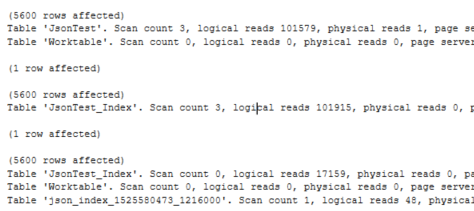 (5600 rows affected)
Table 'JsonTest'. Scan count 3, logical reads 101579, physical reads 1, page se
Table 'Worktable'. Scan count 0, logical reads 0, physical reads 0, page server
(1 row affected)
(5600 rows affected)
Table 'JsonTest_Index'. Scan count 3, logical reads 101915, physical reads 0, p
(1 row affected)
(5600 rows affected)
Table 'JsonTest_Index'. Scan count 0, logical reads 17159, physical reads 0, pa
Table 'Worktable'. Scan count 0, logical reads 0, physical reads 0, page server
Table 'json_index_1525580473_1216000'. Scan count 1, logical reads 48, physical